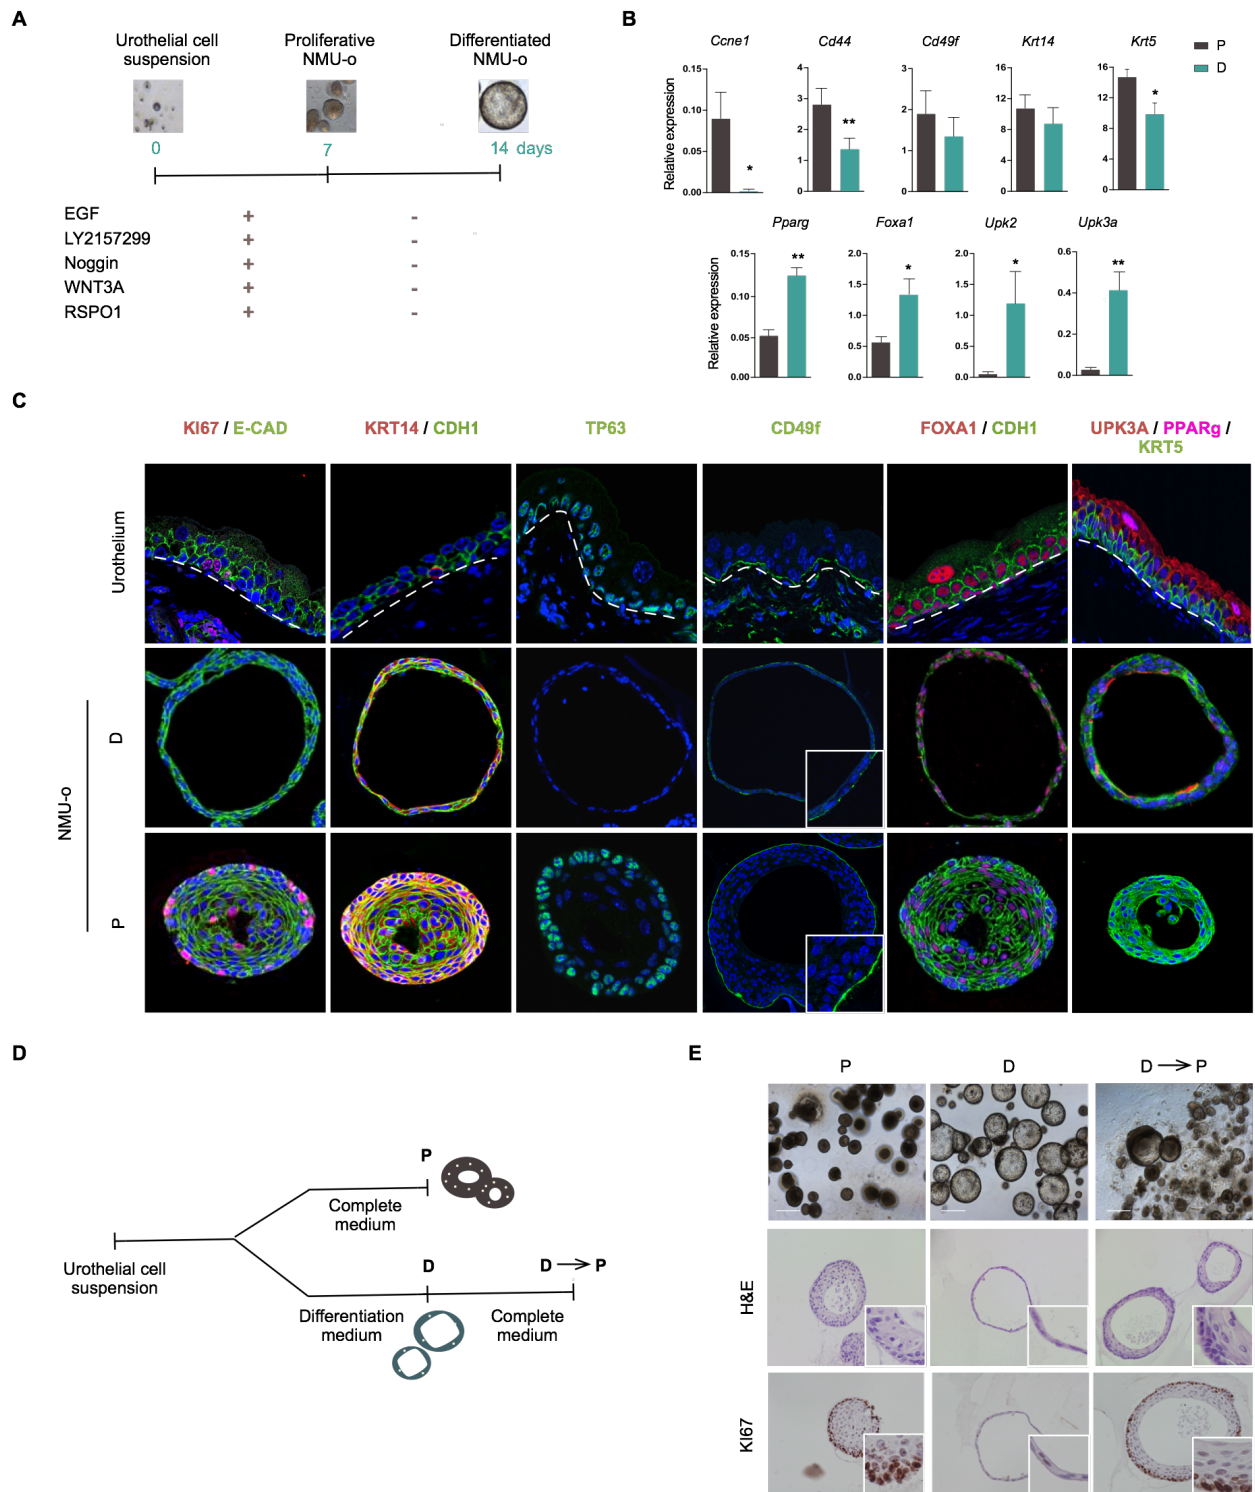 A
Urothelial cell
suspension
Proliferative
NMU-o
Differentiated
NMU-o
0
7
14 days
EGF + -
LY2157299 + -
Noggin + -
WNT3A + -
RSPO1 + -
B
Ccne1
Cd44
Cd49f
Krt14
Krt5
P
D
Relative expression
0.15
0.10
0.05
0.00
*
4
3
2
1
0
**
3
2
1
0
16
12
8
4
0
16
12
8
4
0
*
Pparg
Foxa1
Upk2
Upk3a
Relative expression
0.15
0.10
0.05
0.00
**
2.0
1.5
1.0
0.5
0.0
*
2.0
1.5
1.0
0.5
0.0
*
0.6
0.4
0.2
0.0
**
C
KI67 / E-CAD
KRT14 / CDH1
TP63
CD49f
FOXA1 / CDH1
UPK3A / PPARg /
KRT5
Urothelium
NMU-o
D
P
D
Urothelial cell
suspension
P
Complete
medium
D
D → P
Differentiation
medium
Complete
medium
E
P
D
D → P
H&E
KI67